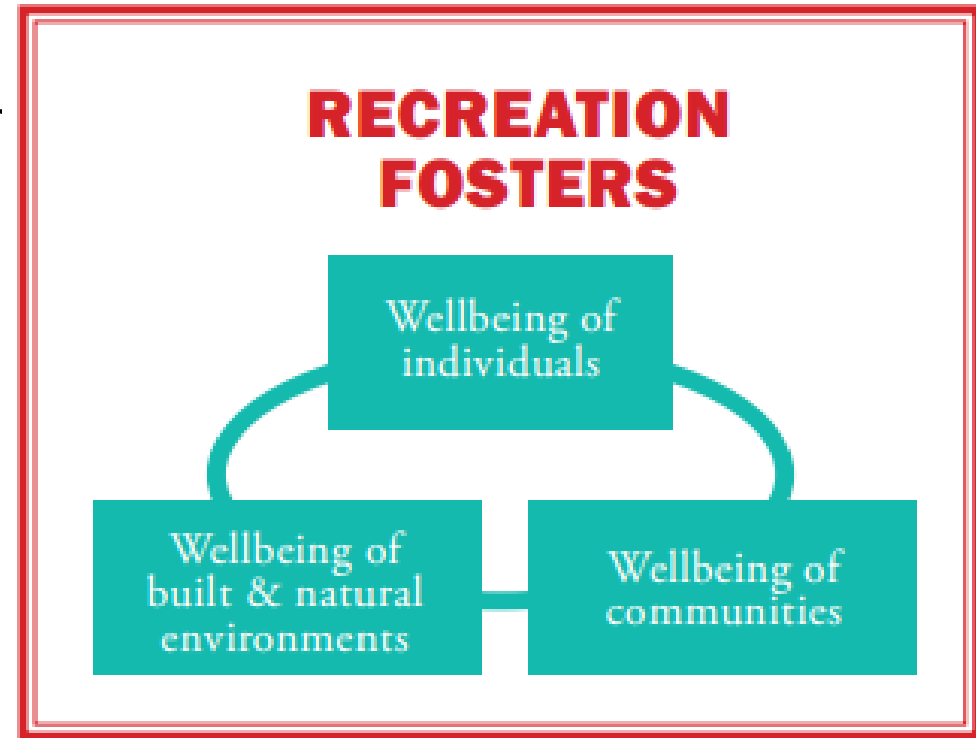 RECREATION
FOSTERS
Wellbeing of
individuals
Wellbeing of
built & natural
environments
Wellbeing of
communities